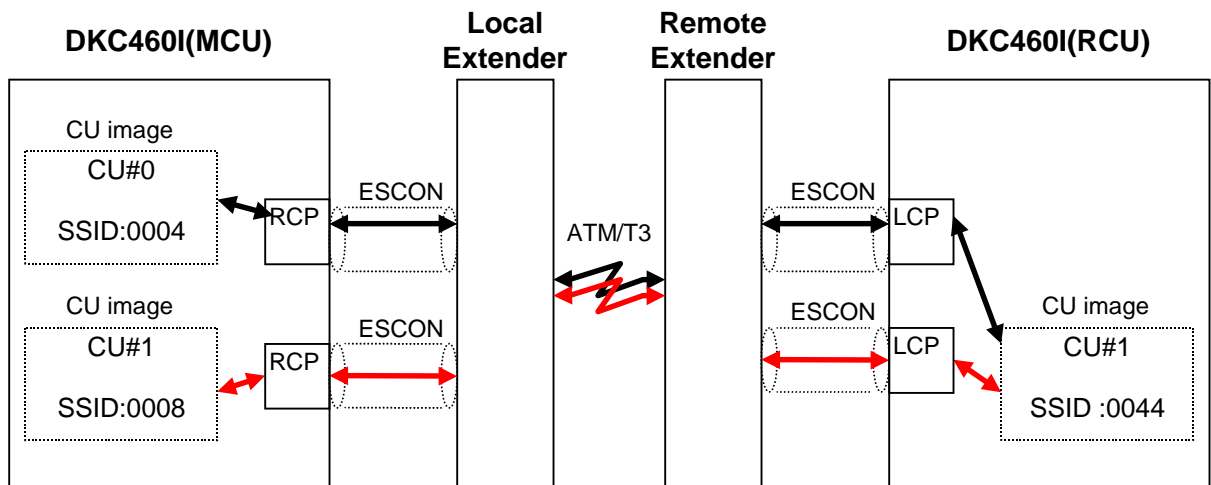 DKC460I(MCU)
Local
Extender
Remote
Extender
DKC460I(RCU)
CU image
CU#0
SSID:0004
RCP
ESCON
ATM/T3
ESCON
LCP
CU image
CU#1
SSID:0008
RCP
ESCON
ESCON
LCP
CU image
CU#1
SSID :0044